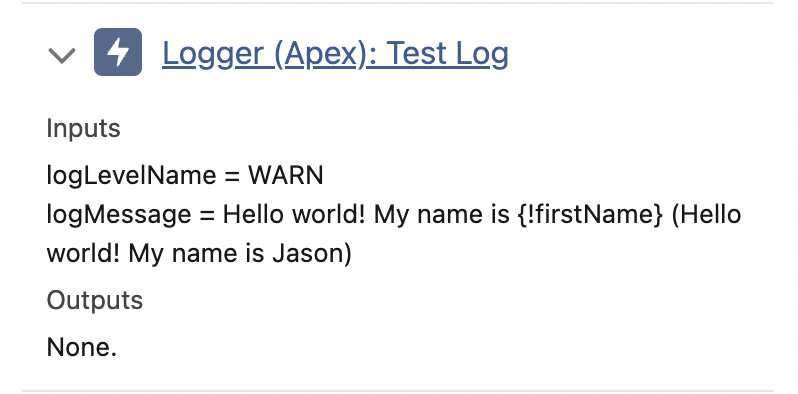 Logger (Apex): Test Log
Inputs
logLevelName = WARN
logMessage = Hello world! My name is {!firstName} (Hello
world! My name is Jason)
Outputs
None.